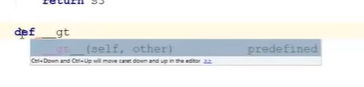 return s3
def __gt
__gt__(self, other) predefined
Ctrl+Down and Ctrl+Up will move caret down and up in the editor >>